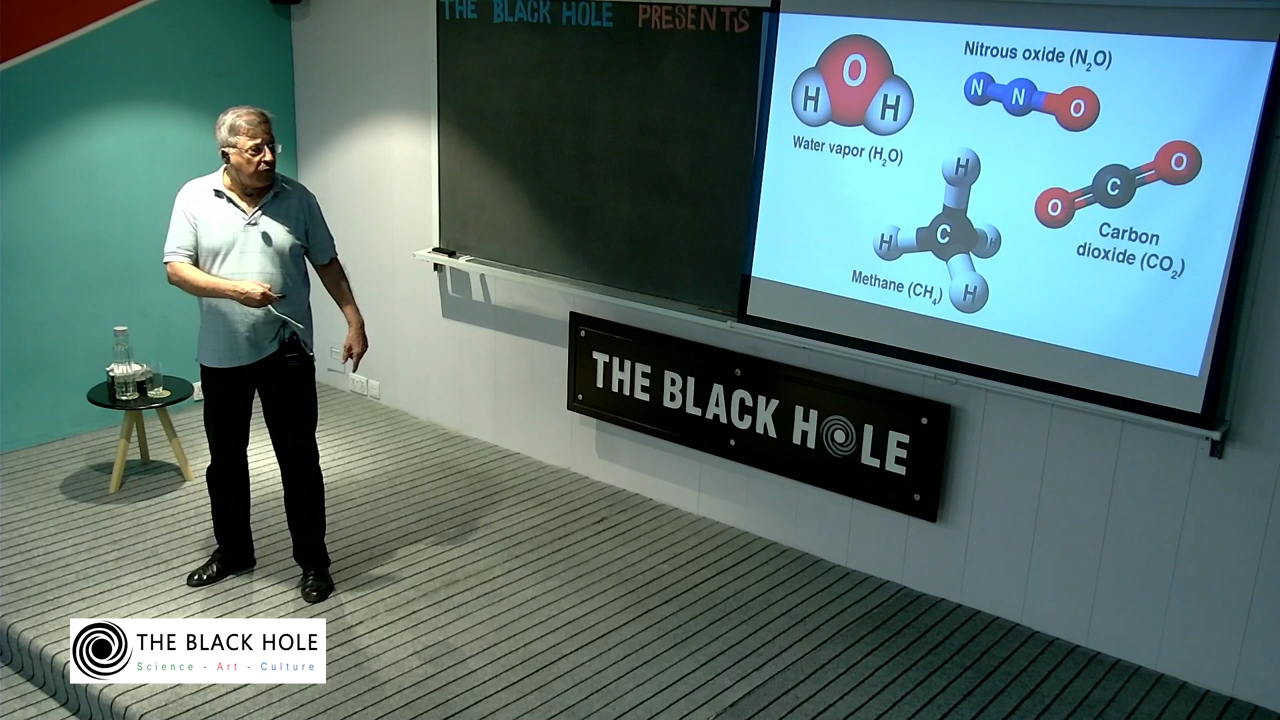 THE BLACK HOLE PRESENTS
Nitrous oxide (N₂O)
N N O
O
H H
Water vapor (H₂O)
H
C
H H
H
Methane (CH₄)
O C O
Carbon
dioxide (CO₂)
THE BLACK HOLE
THE BLACK HOLE
Science - Art - Culture